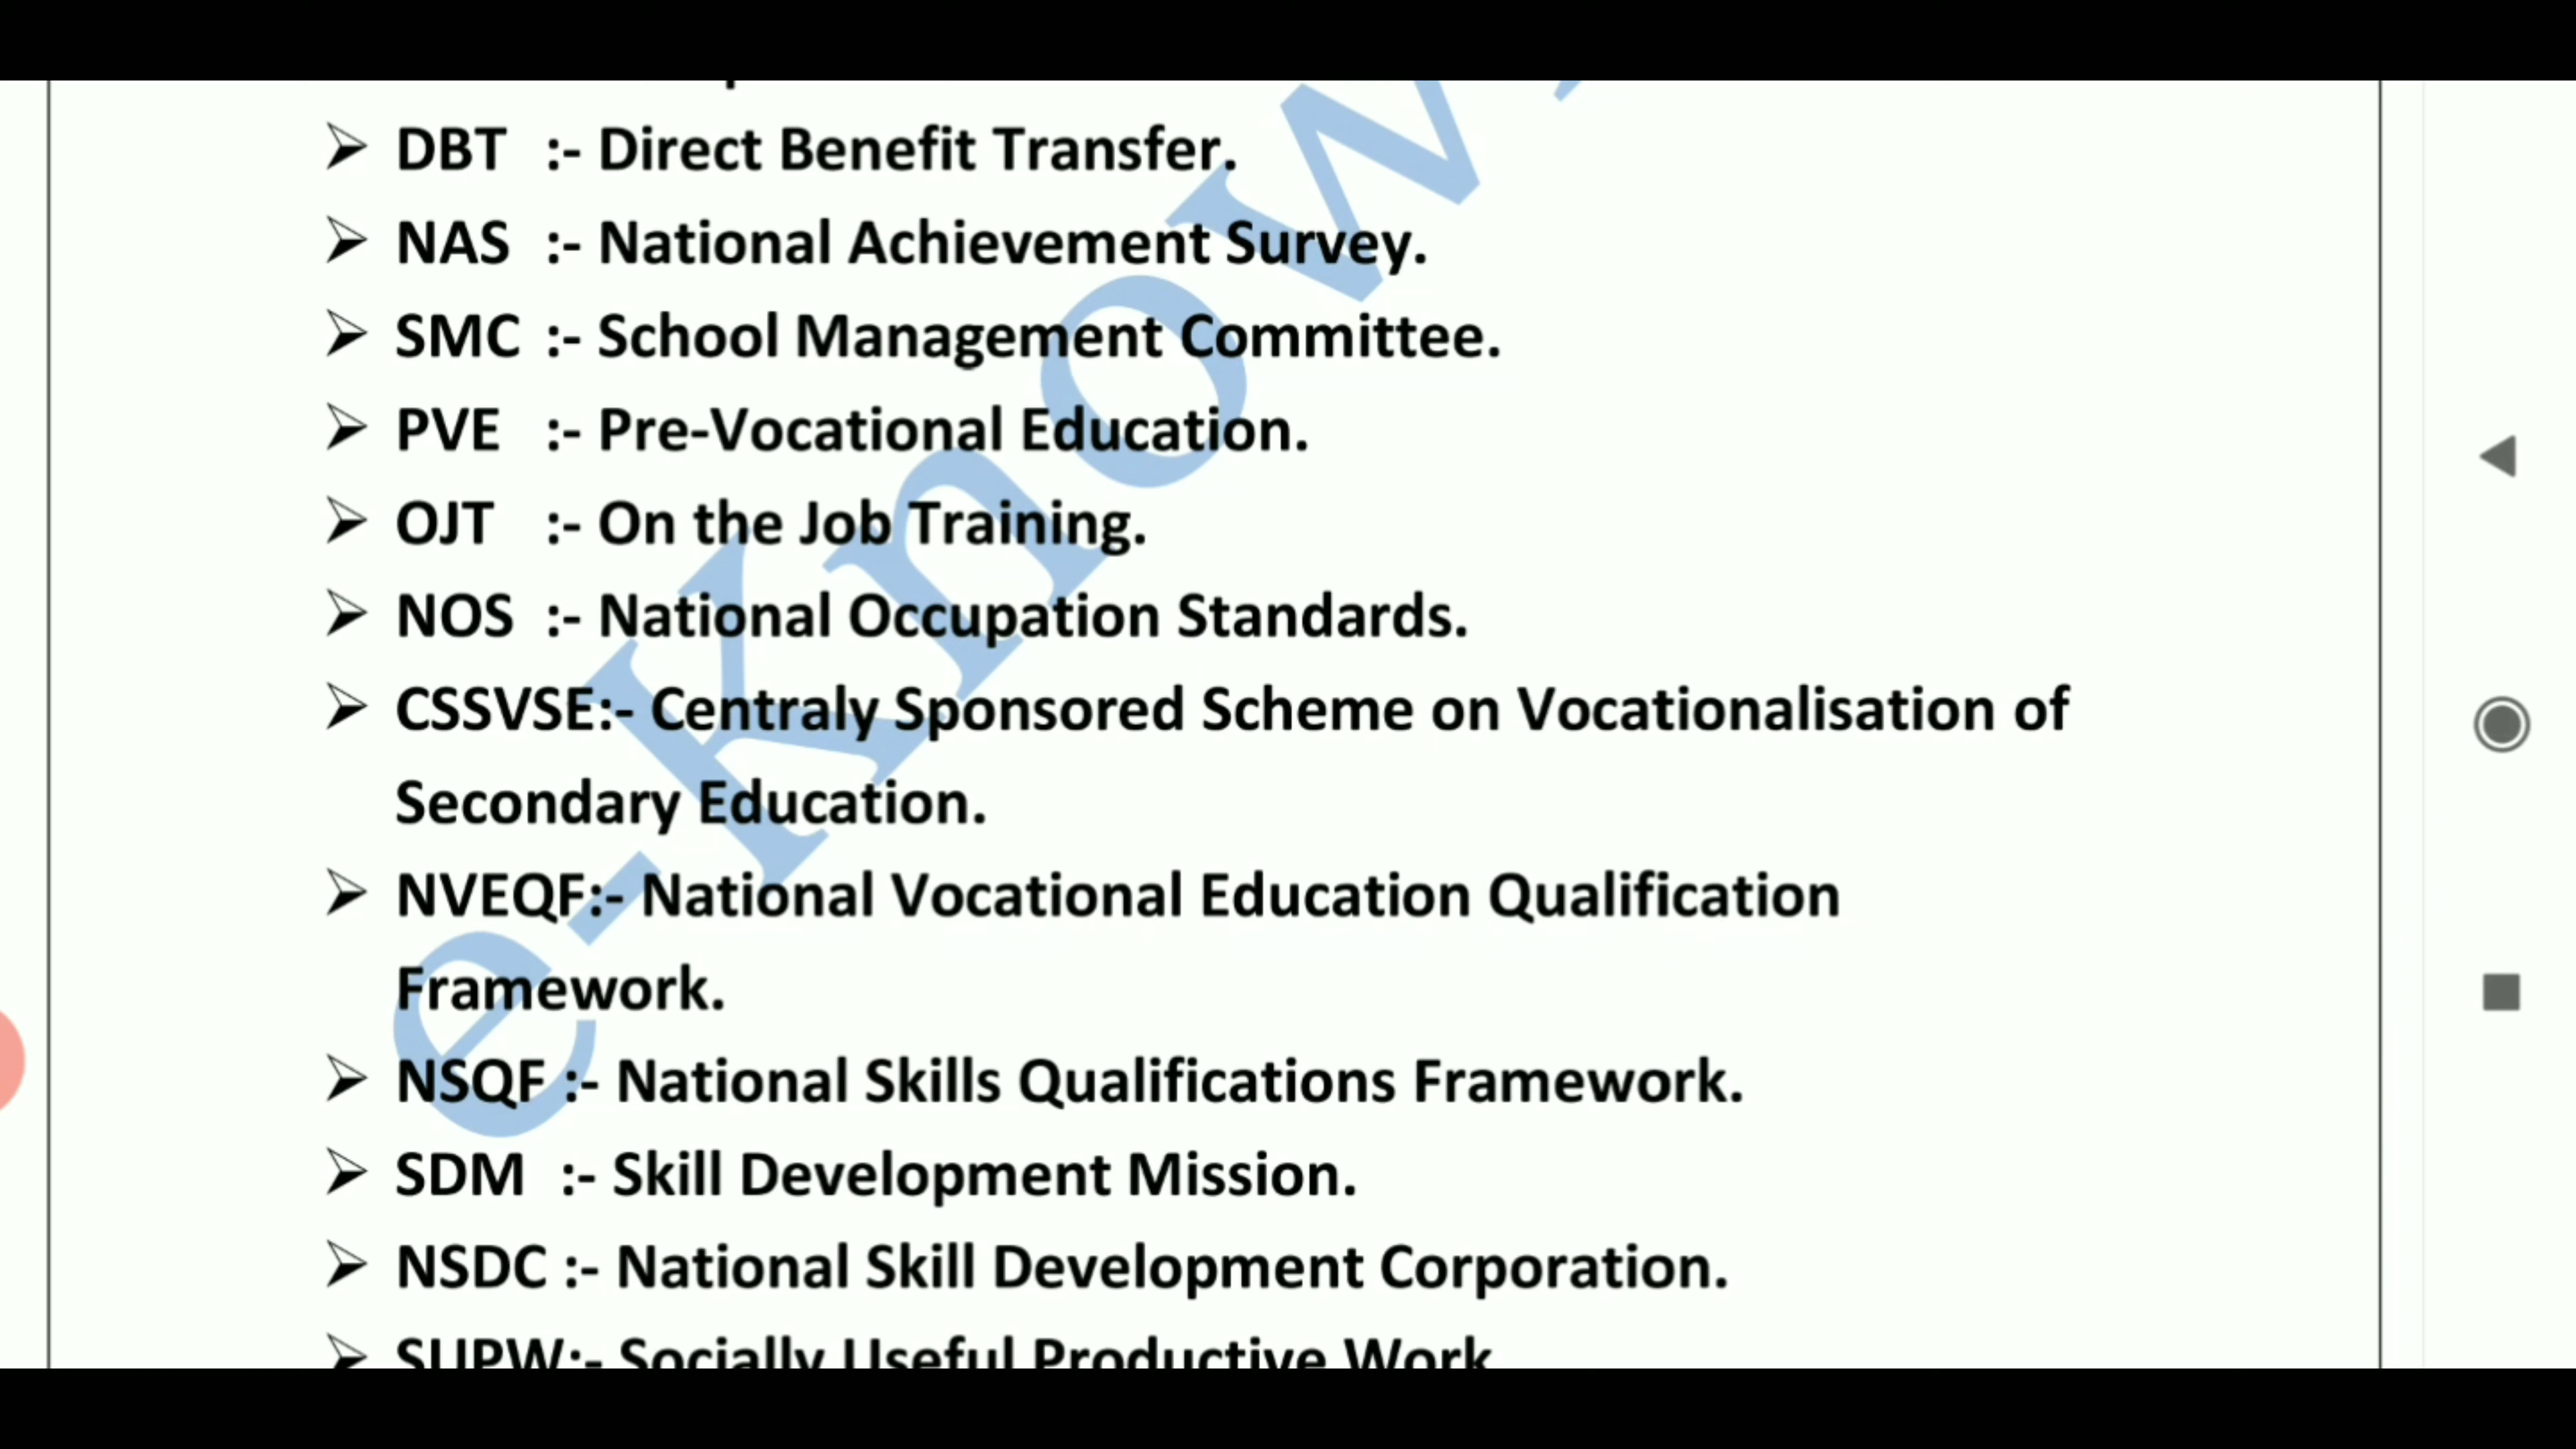 ➢ DBT :- Direct Benefit Transfer.
➢ NAS :- National Achievement Survey.
➢ SMC :- School Management Committee.
➢ PVE :- Pre-Vocational Education.
➢ OJT :- On the Job Training.
➢ NOS :- National Occupation Standards.
➢ CSSVSE:- Centraly Sponsored Scheme on Vocationalisation of
Secondary Education.
➢ NVEQF:- National Vocational Education Qualification
Framework.
➢ NSQF :- National Skills Qualifications Framework.
➢ SDM :- Skill Development Mission.
➢ NSDC :- National Skill Development Corporation.
➢ SUPW:- Socially Useful Productive Work
e-Know